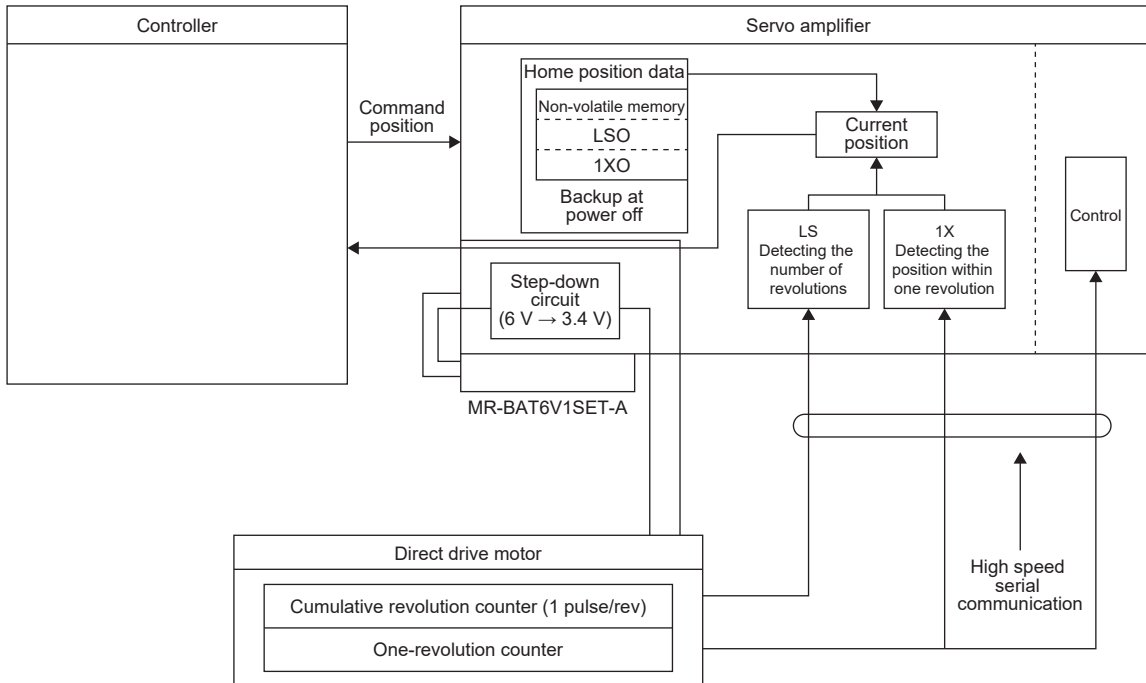 Controller
Servo amplifier
Command
position
Home position data
Non-volatile memory
LSO
1XO
Backup at
power off
Current
position
LS
Detecting the
number of
revolutions
1X
Detecting the
position within
one revolution
Control
Step-down
circuit
(6 V → 3.4 V)
MR-BAT6V1SET-A
Direct drive motor
Cumulative revolution counter (1 pulse/rev)
One-revolution counter
High speed
serial
communication